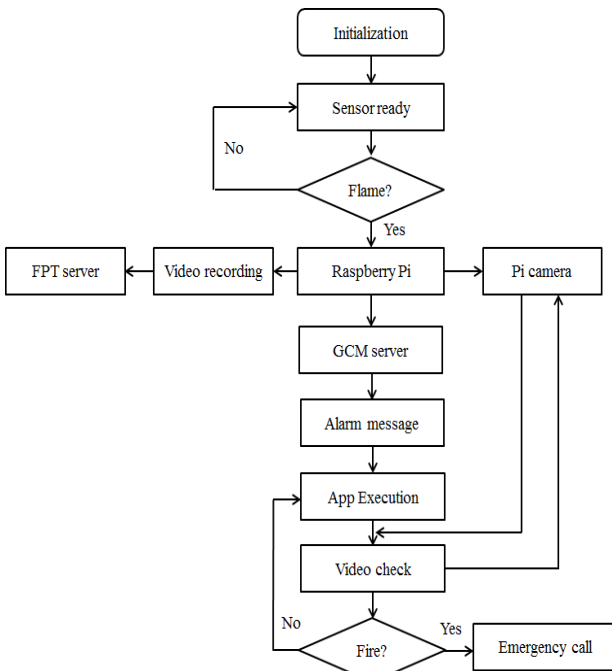 Initialization
Sensor ready
No
Flame?
Yes
FPT server
Video recording
Raspberry Pi
Pi camera
GCM server
Alarm message
App Execution
Video check
No
Fire?
Yes
Emergency call